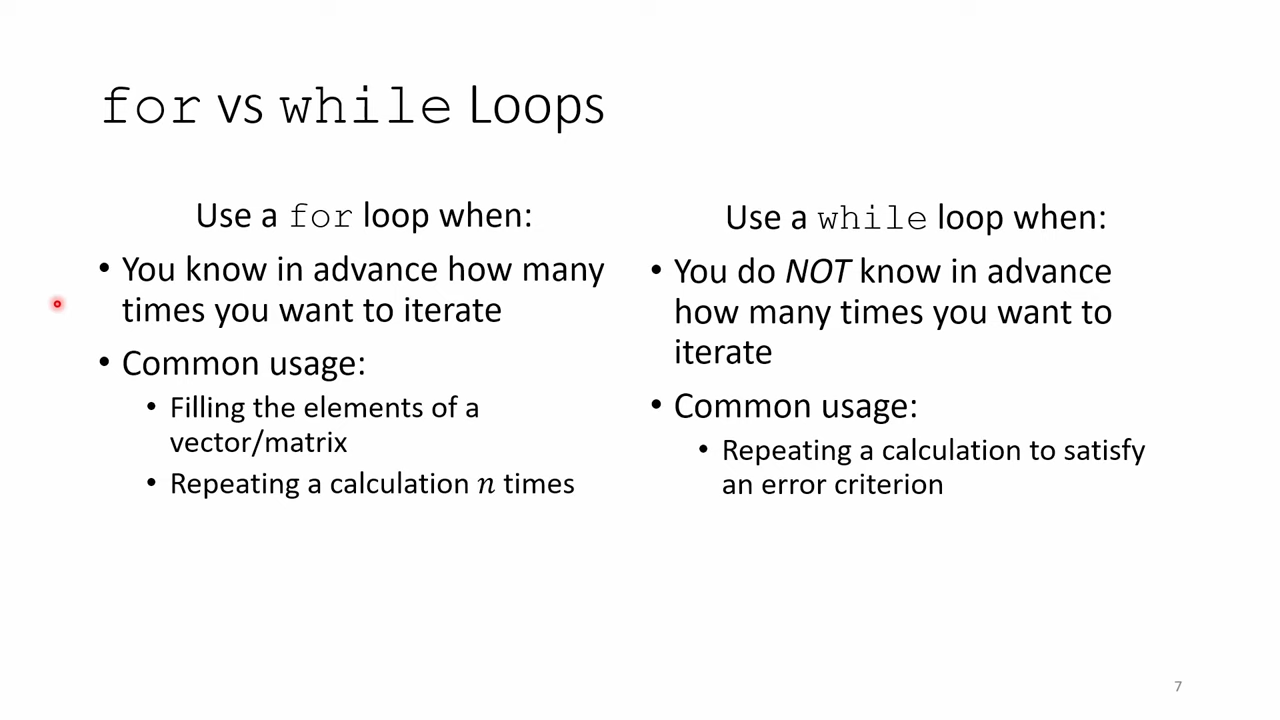 for vs while Loops
Use a for loop when:
• You know in advance how many
times you want to iterate
• Common usage:
• Filling the elements of a
vector/matrix
• Repeating a calculation n times
Use a while loop when:
• You do NOT know in advance
how many times you want to
iterate
• Common usage:
• Repeating a calculation to satisfy
an error criterion
7